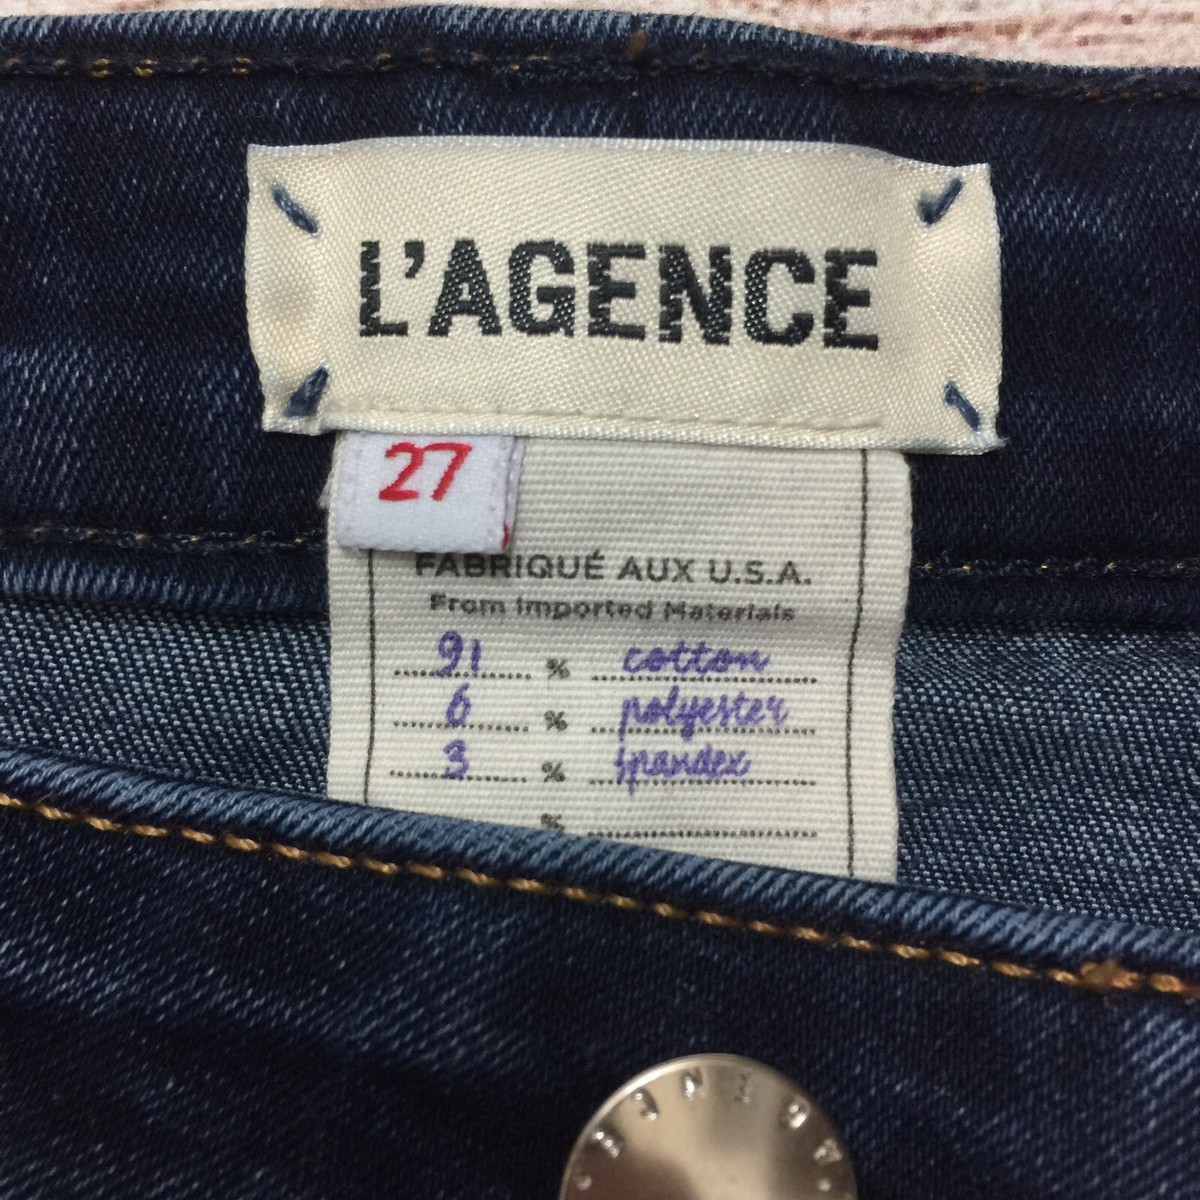 L'AGENCE
27
FABRIQUÉ AUX U.S.A.
From Imported Materials
91 % cotton
6 % polyester
3 % spandex
%